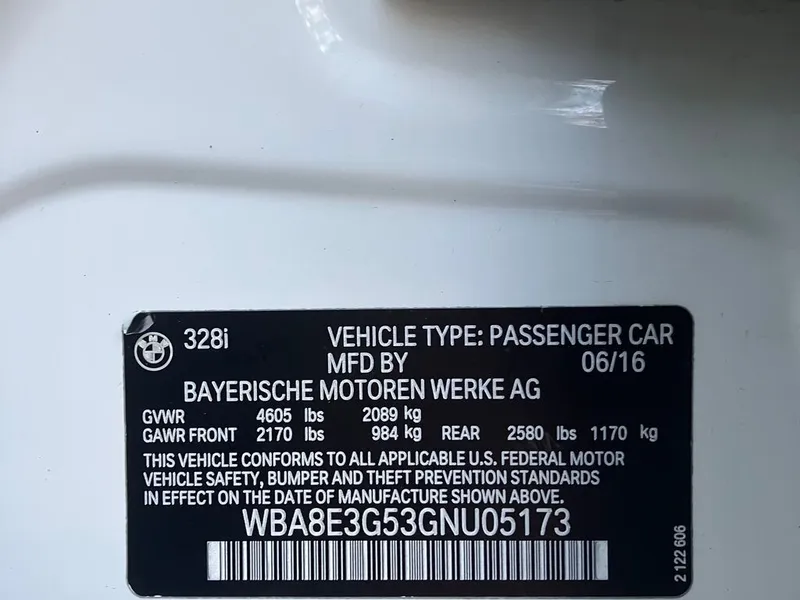 BMW
328i VEHICLE TYPE: PASSENGER CAR
MFD BY 06/16
BAYERISCHE MOTOREN WERKE AG
GVWR 4605 lbs 2089 kg
GAWR FRONT 2170 lbs 984 kg REAR 2580 lbs 1170 kg
THIS VEHICLE CONFORMS TO ALL APPLICABLE U.S. FEDERAL MOTOR
VEHICLE SAFETY, BUMPER AND THEFT PREVENTION STANDARDS
IN EFFECT ON THE DATE OF MANUFACTURE SHOWN ABOVE.
WBA8E3G53GNU05173
2 122 606